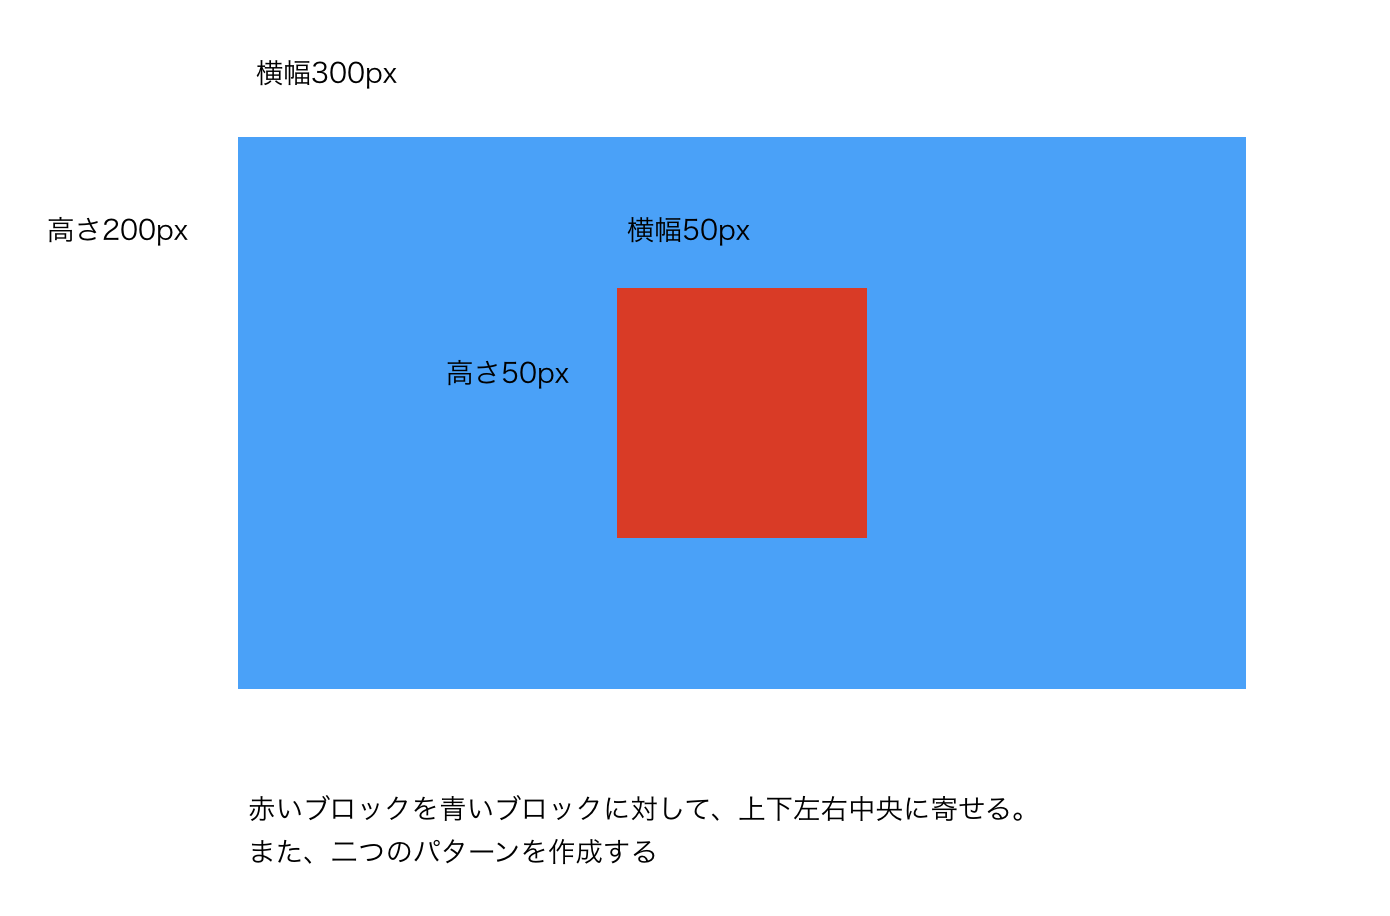 横幅300px
高さ200px
横幅50px
高さ50px
赤いブロックを青いブロックに対して、上下左右中央に寄せる。
また、二つのパターンを作成する